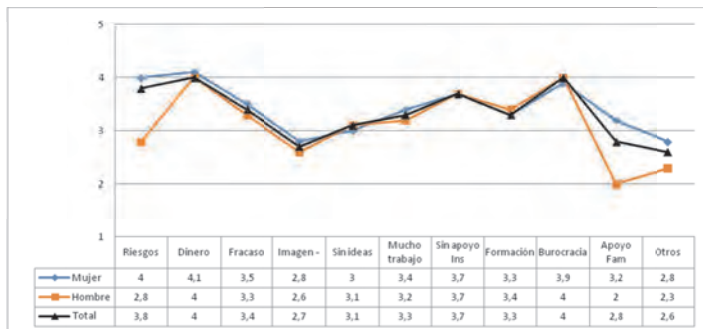 5
4
3
2
1
Riesgos Dinero Fracaso Imagen - Sin ideas Mucho trabajo Sin apoyo Ins Formación Burocracia Apoyo Fam Otros
Mujer 4 4,1 3,5 2,8 3 3,4 3,7 3,3 3,9 3,2 2,8
Hombre 2,8 4 3,3 2,6 3,1 3,2 3,7 3,4 4 2 2,3
Total 3,8 4 3,4 2,7 3,1 3,3 3,7 3,3 4 2,8 2,6